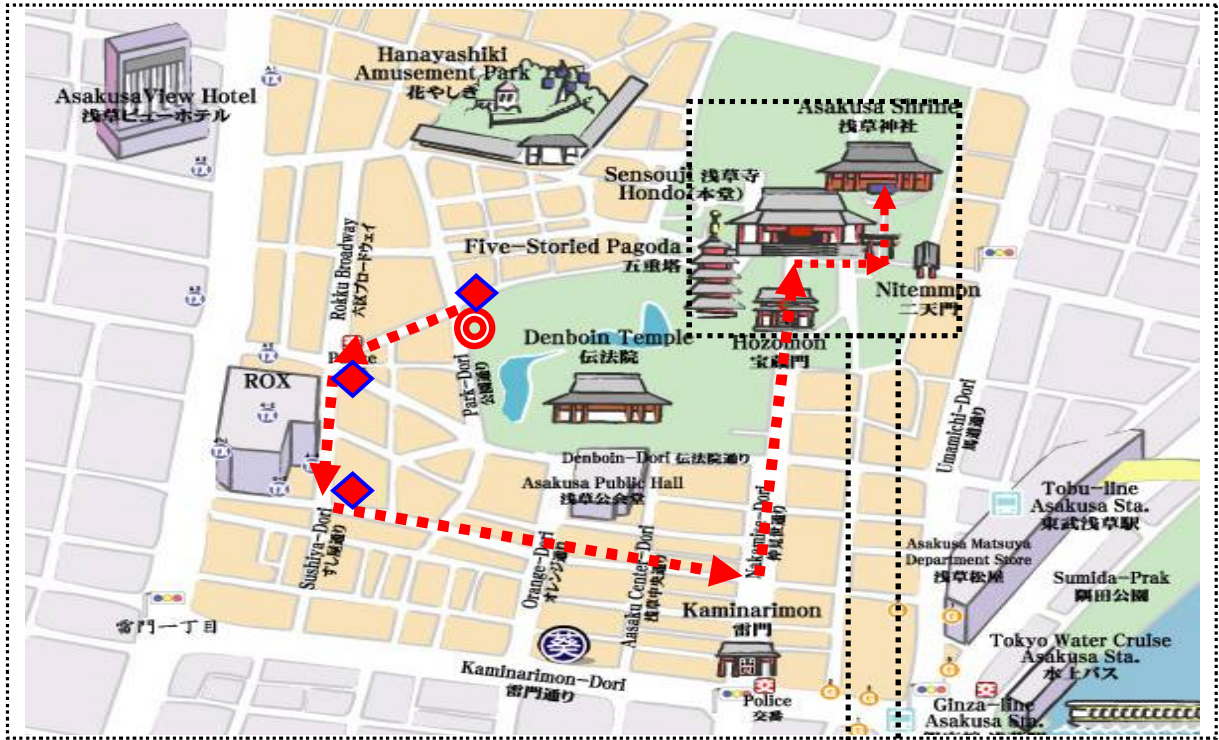 Hanayashiki
Amusement Park
花やしき
AsakusaView Hotel
浅草ビューホテル
Asakusa Shrine
浅草神社
Sensouji 浅草寺
Hondo(本堂)
Five-Storied Pagoda
五重塔
Nitemmon
二天門
Rokku Broadway
六区ブロードウェイ
Police
ROX
Park-Dori
公園通り
Denboin Temple
伝法院
Hozomon
宝蔵門
Umamichi-Dori
馬道通り
Denboin-Dori 伝法院通り
Asakusa Public Hall
浅草公会堂
Tobu-line
Asakusa Sta.
東武浅草駅
Sushiya-Dori
すし屋通り
Orange-Dori
オレンジ通り
Aasaku Center-Dori
浅草中央通り
Nakamise-Dori
仲見世通り
Asakusa Matsuya
Department Store
浅草松屋
Sumida-Prak
隅田公園
Kaminarimon
雷門
雷門一丁目
Tokyo Water Cruise
Asakusa Sta.
水上バス
Kaminarimon-Dori
雷門通り
交
Police
交番
交
Ginza-line
Asakusa Sta.